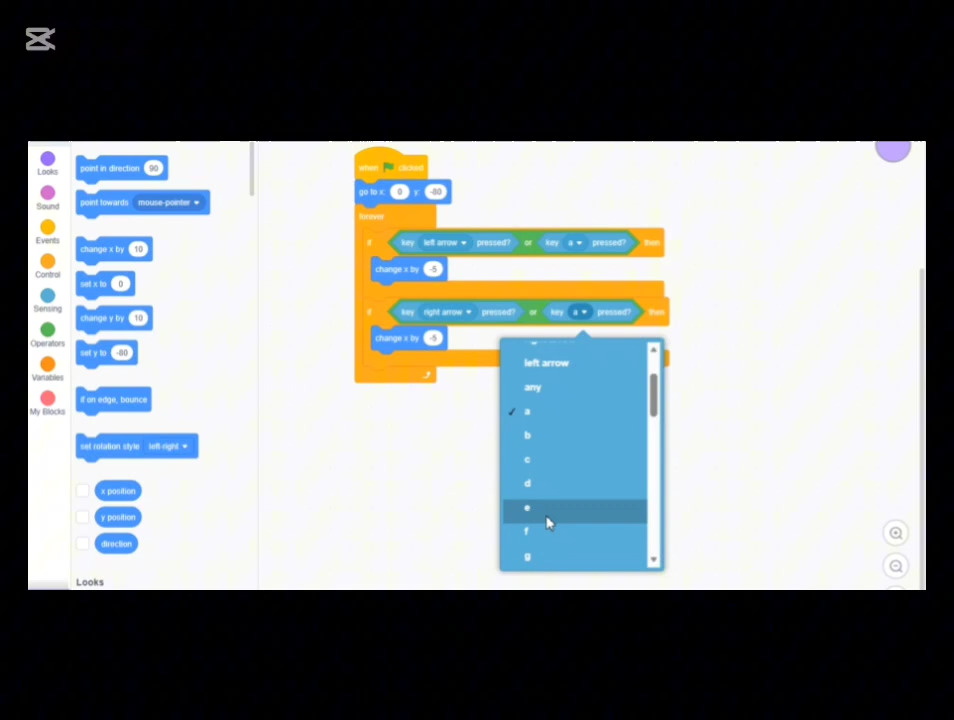 Looks
Sound
Events
Control
Sensing
Operators
Variables
My Blocks
point in direction 90
point towards mouse-pointer
change x by 10
set x to 0
change y by 10
set y to -80
if on edge, bounce
set rotation style left-right
x position
y position
direction
Looks
when clicked
go to x: 0 y: -80
forever
if key left arrow pressed? or key a pressed? then
change x by -5
if key right arrow pressed? or key a pressed? then
change x by -5
left arrow
any
a
b
c
d
e
f
g